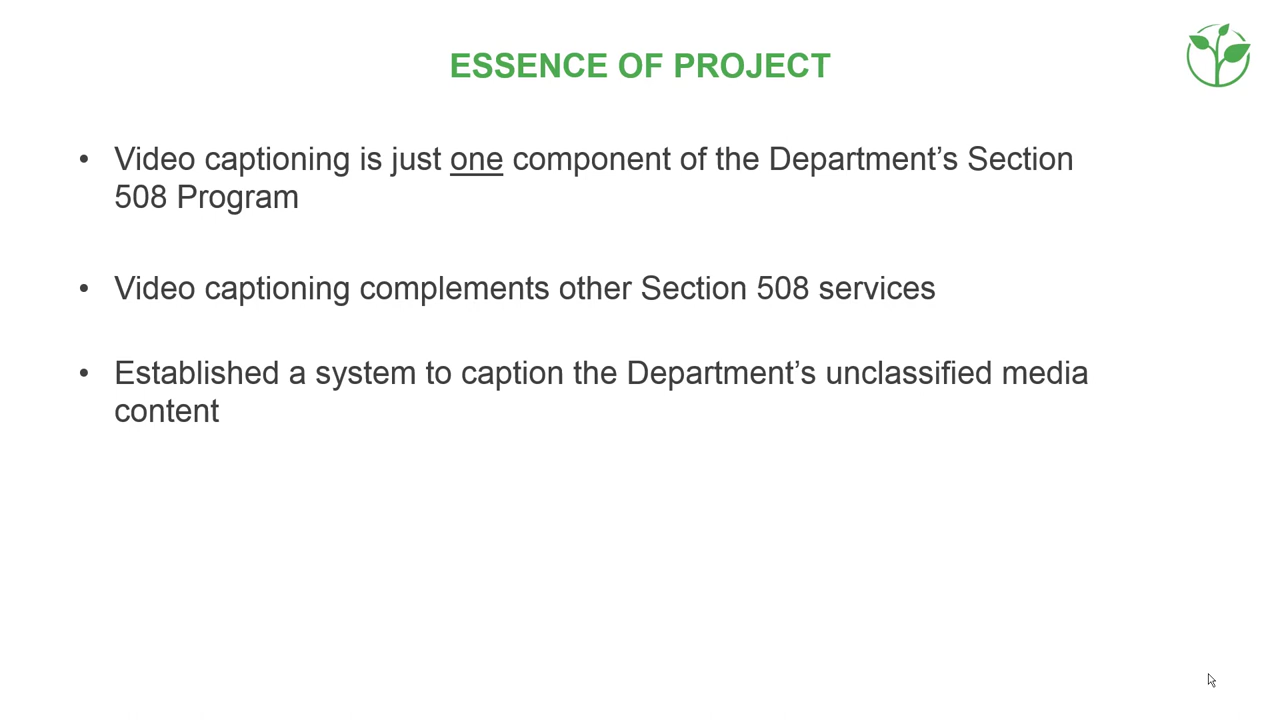 ESSENCE OF PROJECT
• Video captioning is just one component of the Department’s Section
508 Program
• Video captioning complements other Section 508 services
• Established a system to caption the Department’s unclassified media
content